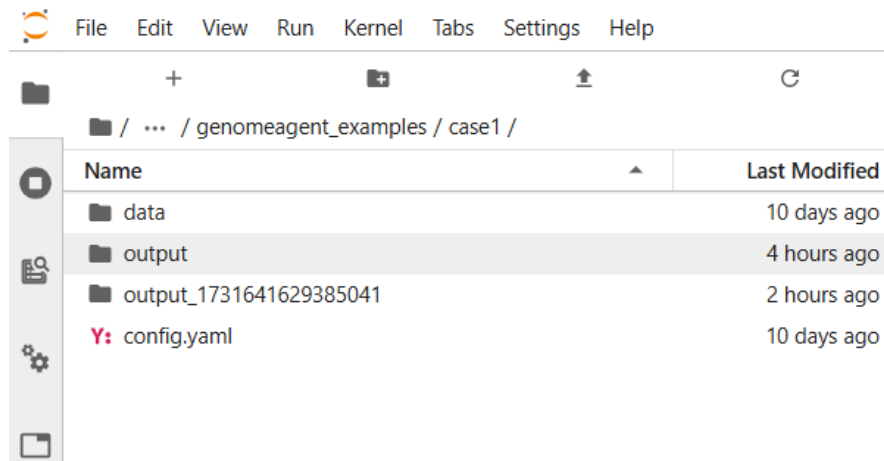 File Edit View Run Kernel Tabs Settings Help
/ ... / genomeagent_examples / case1 /
Name Last Modified
data 10 days ago
output 4 hours ago
output_1731641629385041 2 hours ago
Y: config.yaml 10 days ago